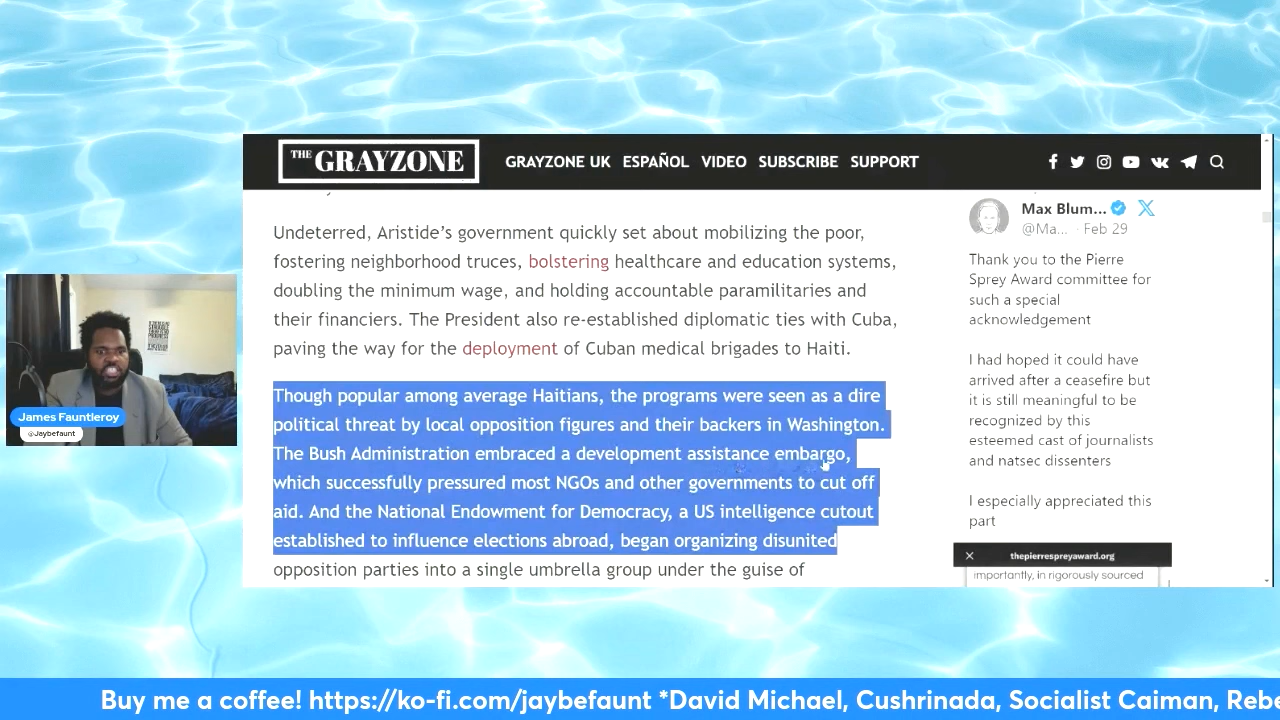 THE GRAYZONE
GRAYZONE UK ESPAÑOL VIDEO SUBSCRIBE SUPPORT
Undeterred, Aristide’s government quickly set about mobilizing the poor,
fostering neighborhood truces, bolstering healthcare and education systems,
doubling the minimum wage, and holding accountable paramilitaries and
their financiers. The President also re-established diplomatic ties with Cuba,
paving the way for the deployment of Cuban medical brigades to Haiti.
Though popular among average Haitians, the programs were seen as a dire
political threat by local opposition figures and their backers in Washington.
The Bush Administration embraced a development assistance embargo,
which successfully pressured most NGOs and other governments to cut off
aid. And the National Endowment for Democracy, a US intelligence cutout
established to influence elections abroad, began organizing disunited
opposition parties into a single umbrella group under the guise of
Max Blum...
@Ma... · Feb 29
Thank you to the Pierre
Sprey Award committee for
such a special
acknowledgement
I had hoped it could have
arrived after a ceasefire but
it is still meaningful to be
recognized by this
esteemed cast of journalists
and natsec dissenters
I especially appreciated this
part
thepierrespreyaward.org
importantly, in rigorously sourced
James Fauntleroy
@Jaybefaunt
Buy me a coffee! https://ko-fi.com/jaybefaunt *David Michael, Cushrinada, Socialist Caiman, Rebe